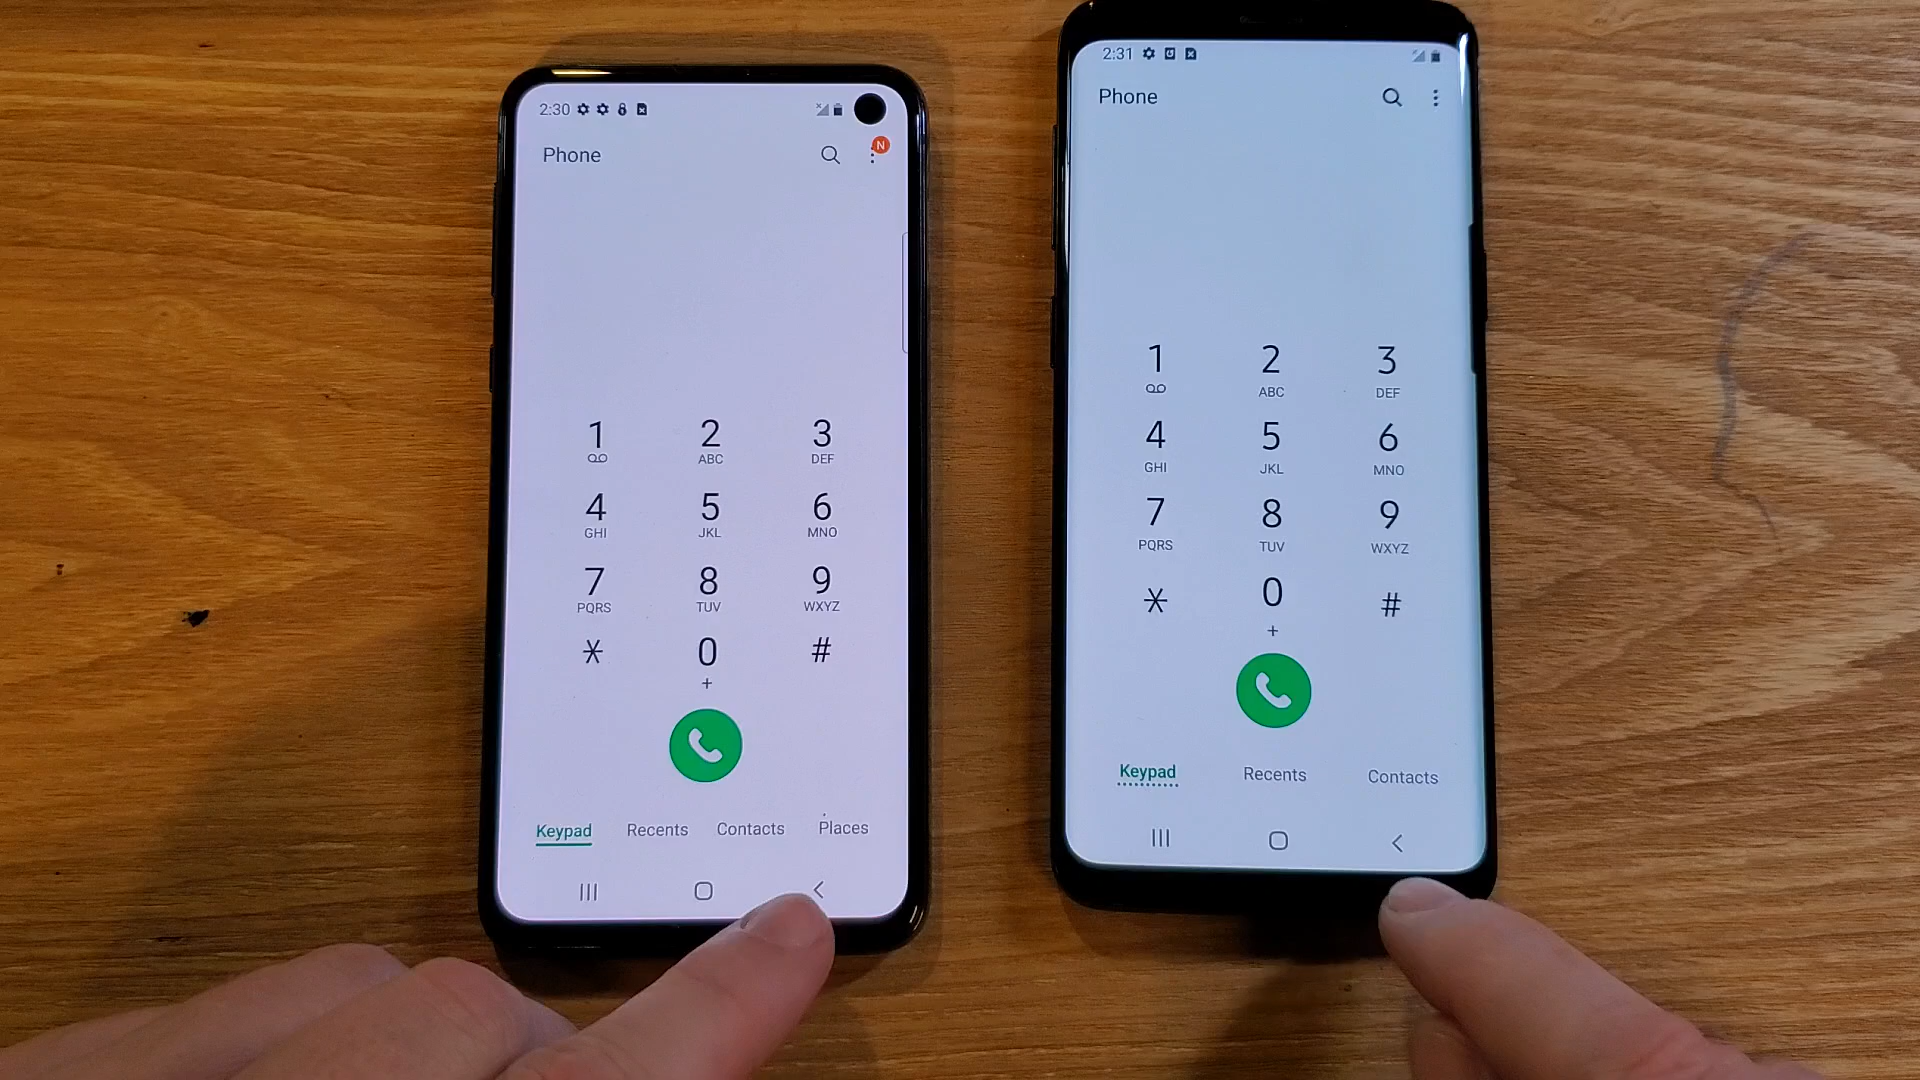 2:30
N
Phone
1 2 3
ABC DEF
4 5 6
GHI JKL MNO
7 8 9
PQRS TUV WXYZ
* 0 #
+
Keypad Recents Contacts Places
2:31
Phone
1 2 3
ABC DEF
4 5 6
GHI JKL MNO
7 8 9
PQRS TUV WXYZ
* 0 #
+
Keypad Recents Contacts